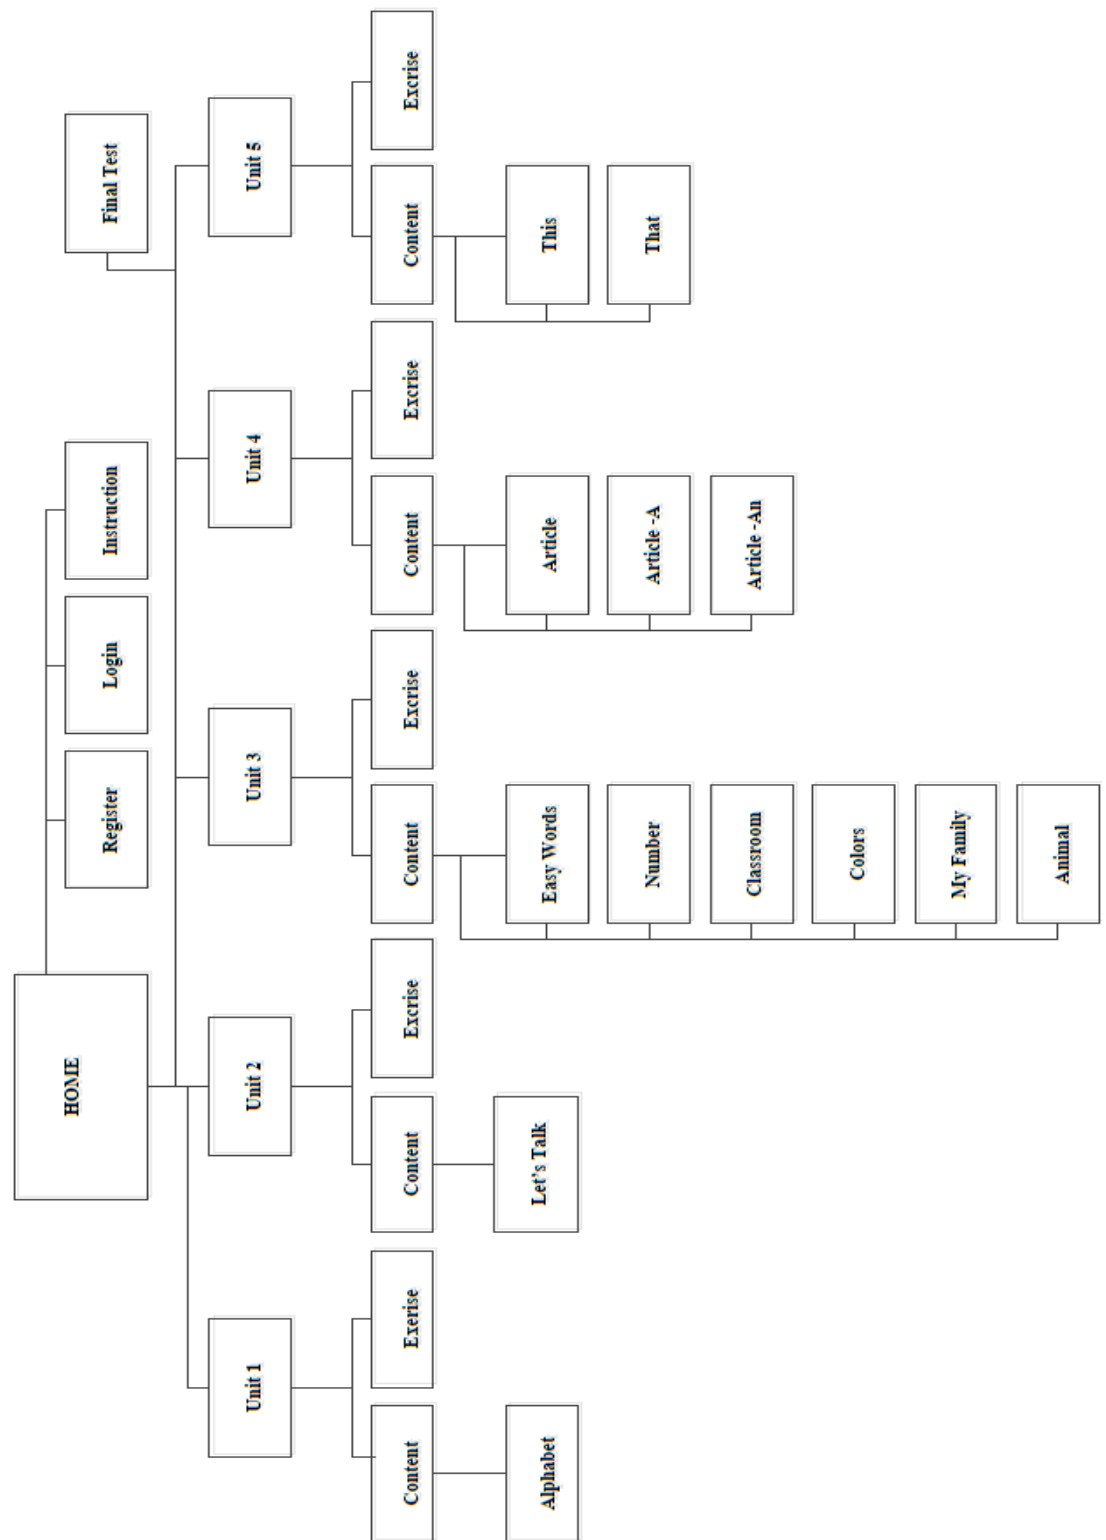 HOME
Register
Login
Instruction
Final Test
Unit 1
Unit 2
Unit 3
Unit 4
Unit 5
Content
Exerise
Content
Excrise
Content
Excrise
Content
Excrise
Content
Excrise
Alphabet
Let's Talk
Easy Words
Number
Classroom
Colors
My Family
Animal
Article
Article -A
Article -An
This
That